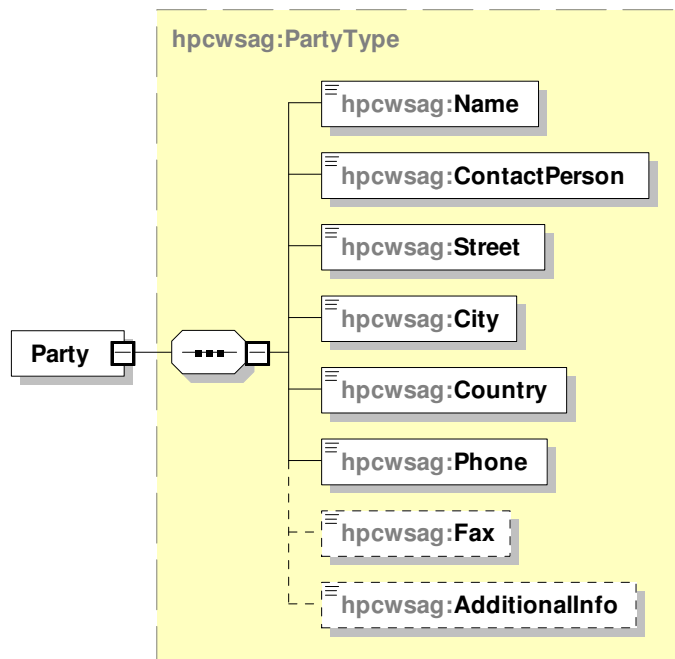 hpcwsag:PartyType
hpcwsag:Name
hpcwsag:ContactPerson
hpcwsag:Street
hpcwsag:City
Party
hpcwsag:Country
hpcwsag:Phone
hpcwsag:Fax
hpcwsag:AdditionalInfo